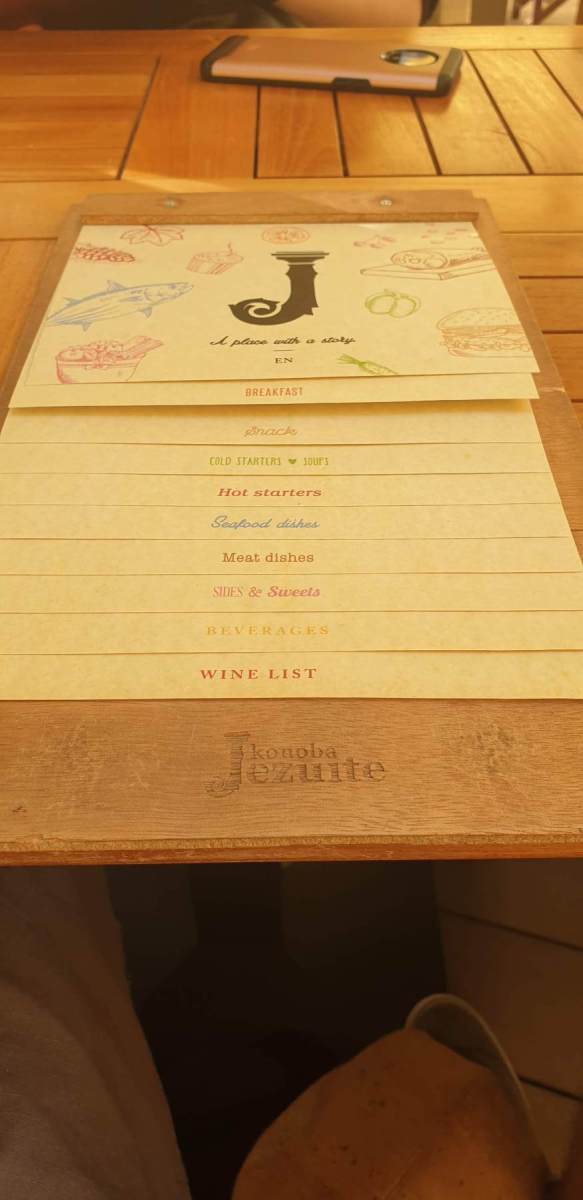 J
A place with a story
EN
BREAKFAST
Snack
COLD STARTERS ♥ SOUPS
Hot starters
Seafood dishes
Meat dishes
SIDES & Sweets
BEVERAGES
WINE LIST
konoba
Jezuite